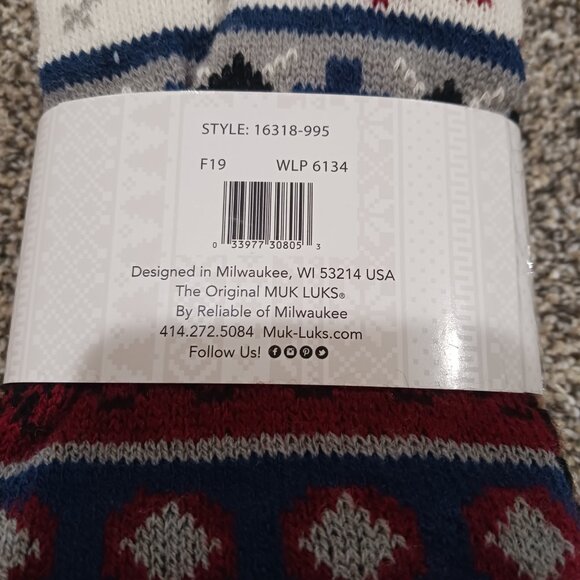 STYLE: 16318-995
F19 WLP 6134
0 33977 30805 3
Designed in Milwaukee, WI 53214 USA
The Original MUK LUKS®
By Reliable of Milwaukee
414.272.5084 Muk-Luks.com
Follow Us!